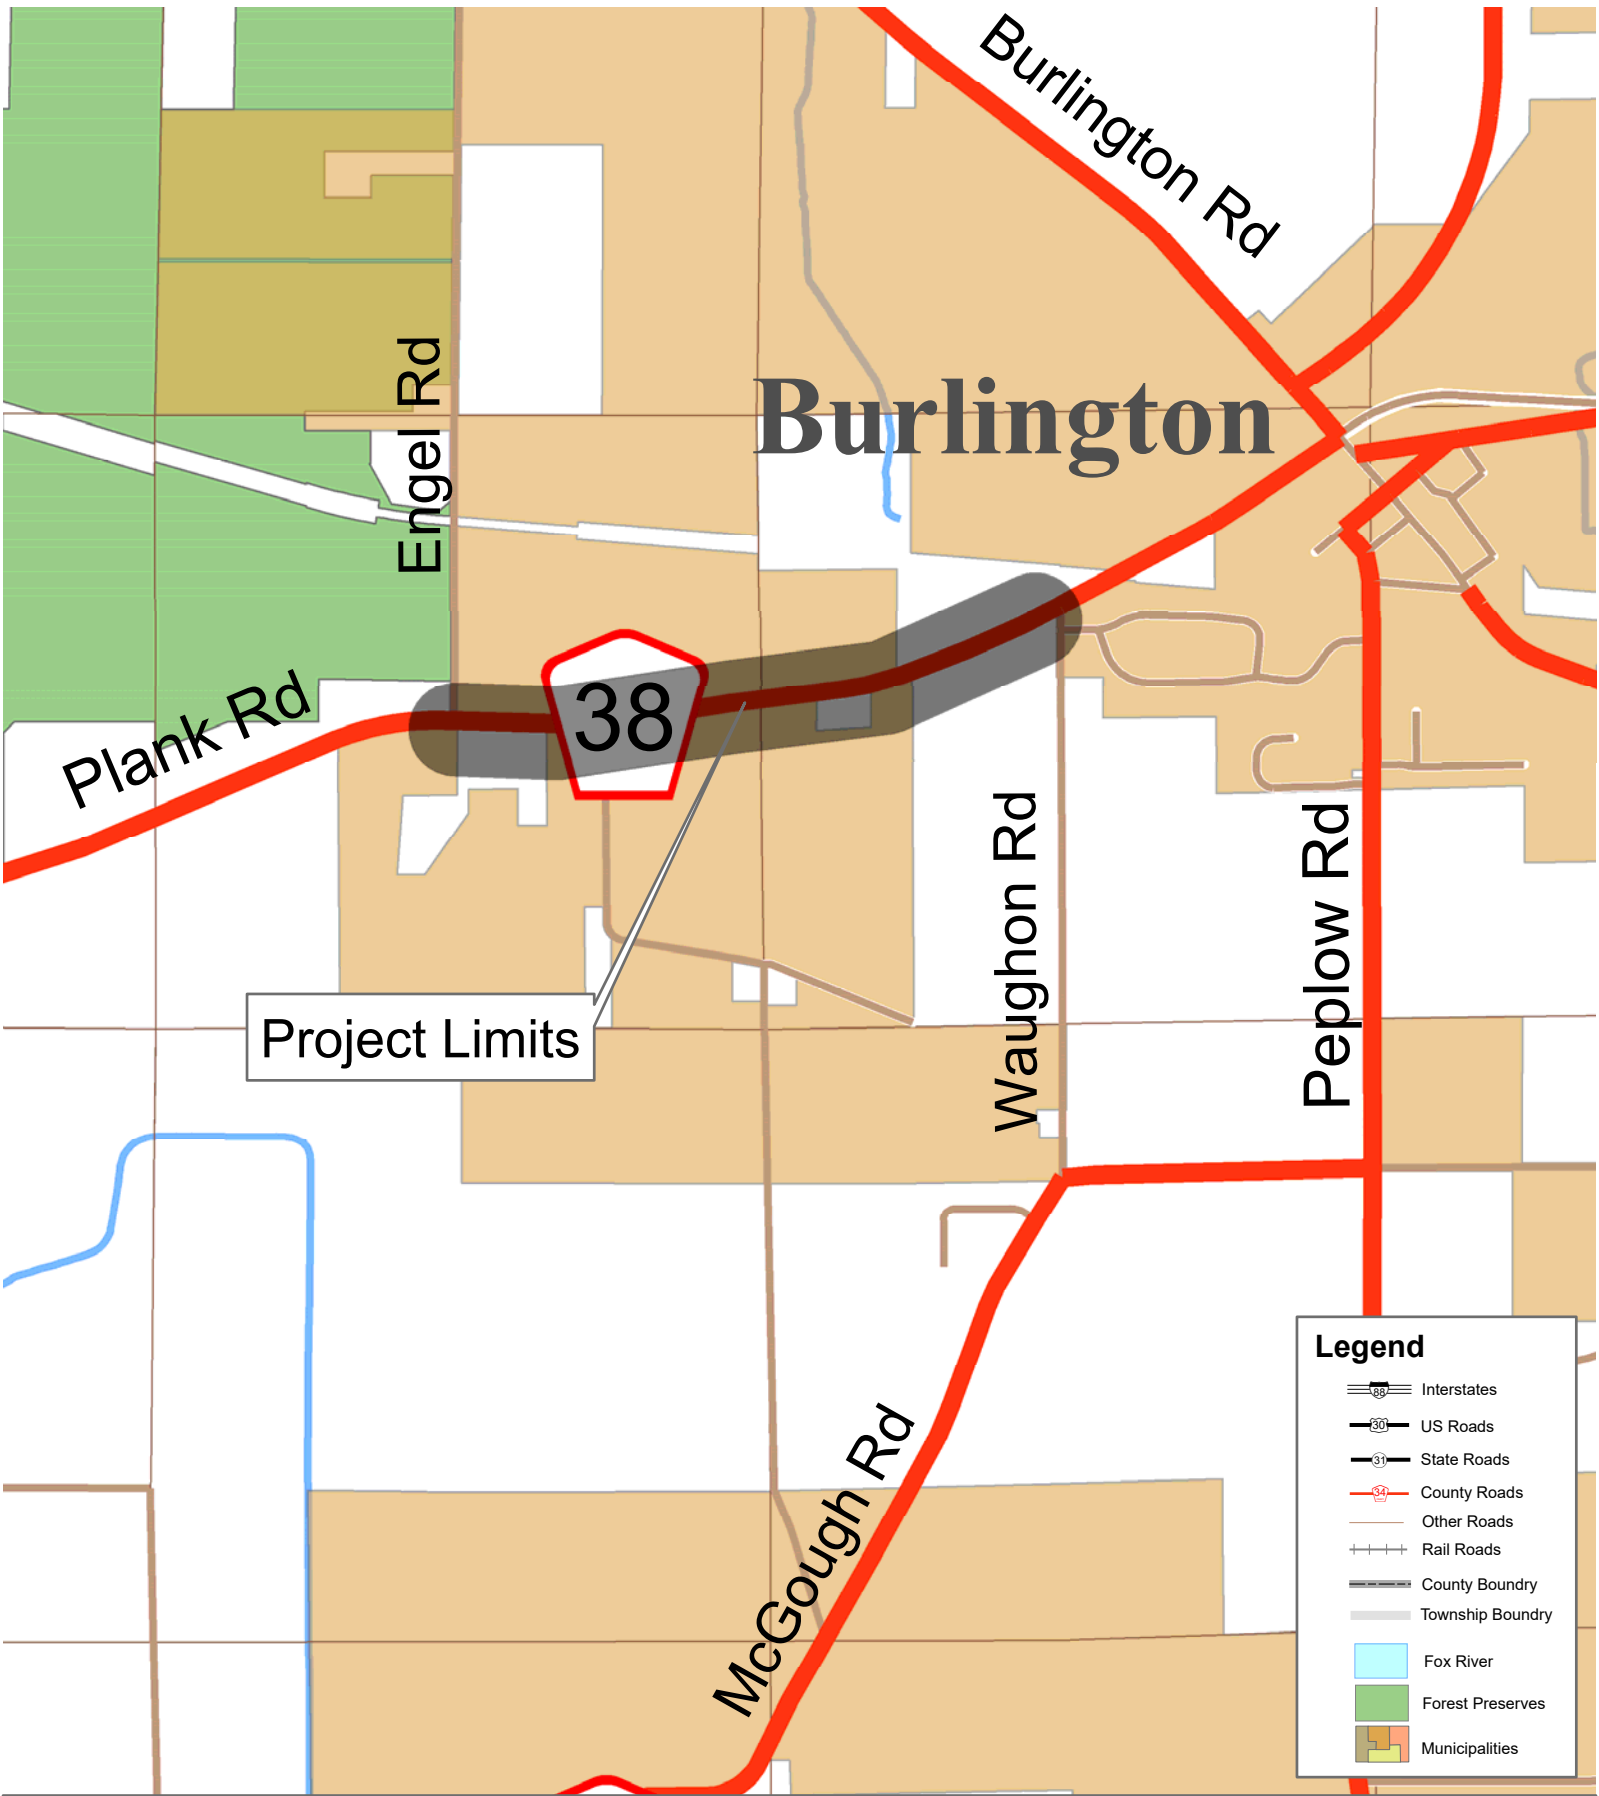 Burlington Rd
Engel Rd
Burlington
Plank Rd
38
Waughon Rd
Peplow Rd
Project Limits
McGough Rd
Legend
88 Interstates
30 US Roads
31 State Roads
34 County Roads
Other Roads
Rail Roads
County Boundry
Township Boundry
Fox River
Forest Preserves
Municipalities